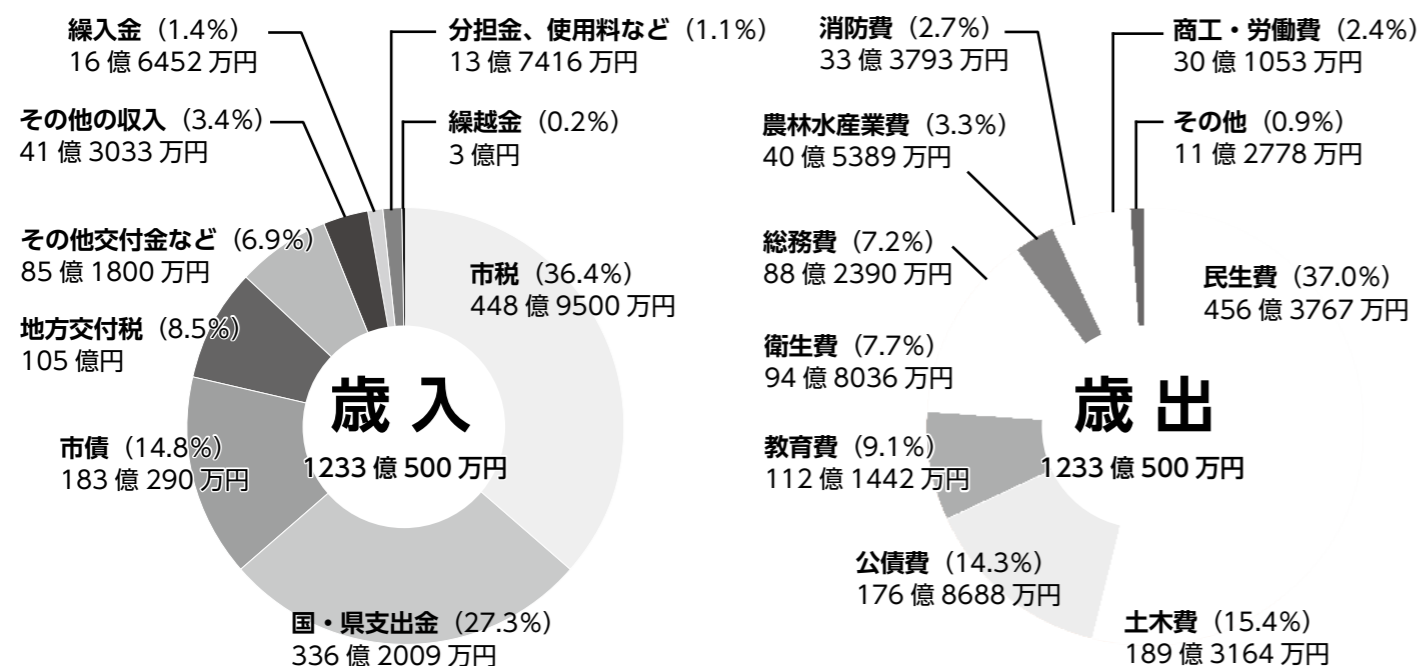 繰入金（1.4%）
16 億 6452 万円
分担金、使用料など（1.1%）
13 億 7416 万円
その他の収入（3.4%）
41 億 3033 万円
繰越金（0.2%）
3 億円
その他交付金など（6.9%）
85 億 1800 万円
市税（36.4%）
448 億 9500 万円
地方交付税（8.5%）
105 億円
歳 入
1233 億 500 万円
市債（14.8%）
183 億 290 万円
国・県支出金（27.3%）
336 億 2009 万円
消防費（2.7%）
33 億 3793 万円
商工・労働費（2.4%）
30 億 1053 万円
農林水産業費（3.3%）
40 億 5389 万円
その他（0.9%）
11 億 2778 万円
総務費（7.2%）
88 億 2390 万円
民生費（37.0%）
456 億 3767 万円
衛生費（7.7%）
94 億 8036 万円
歳 出
1233 億 500 万円
教育費（9.1%）
112 億 1442 万円
公債費（14.3%）
176 億 8688 万円
土木費（15.4%）
189 億 3164 万円